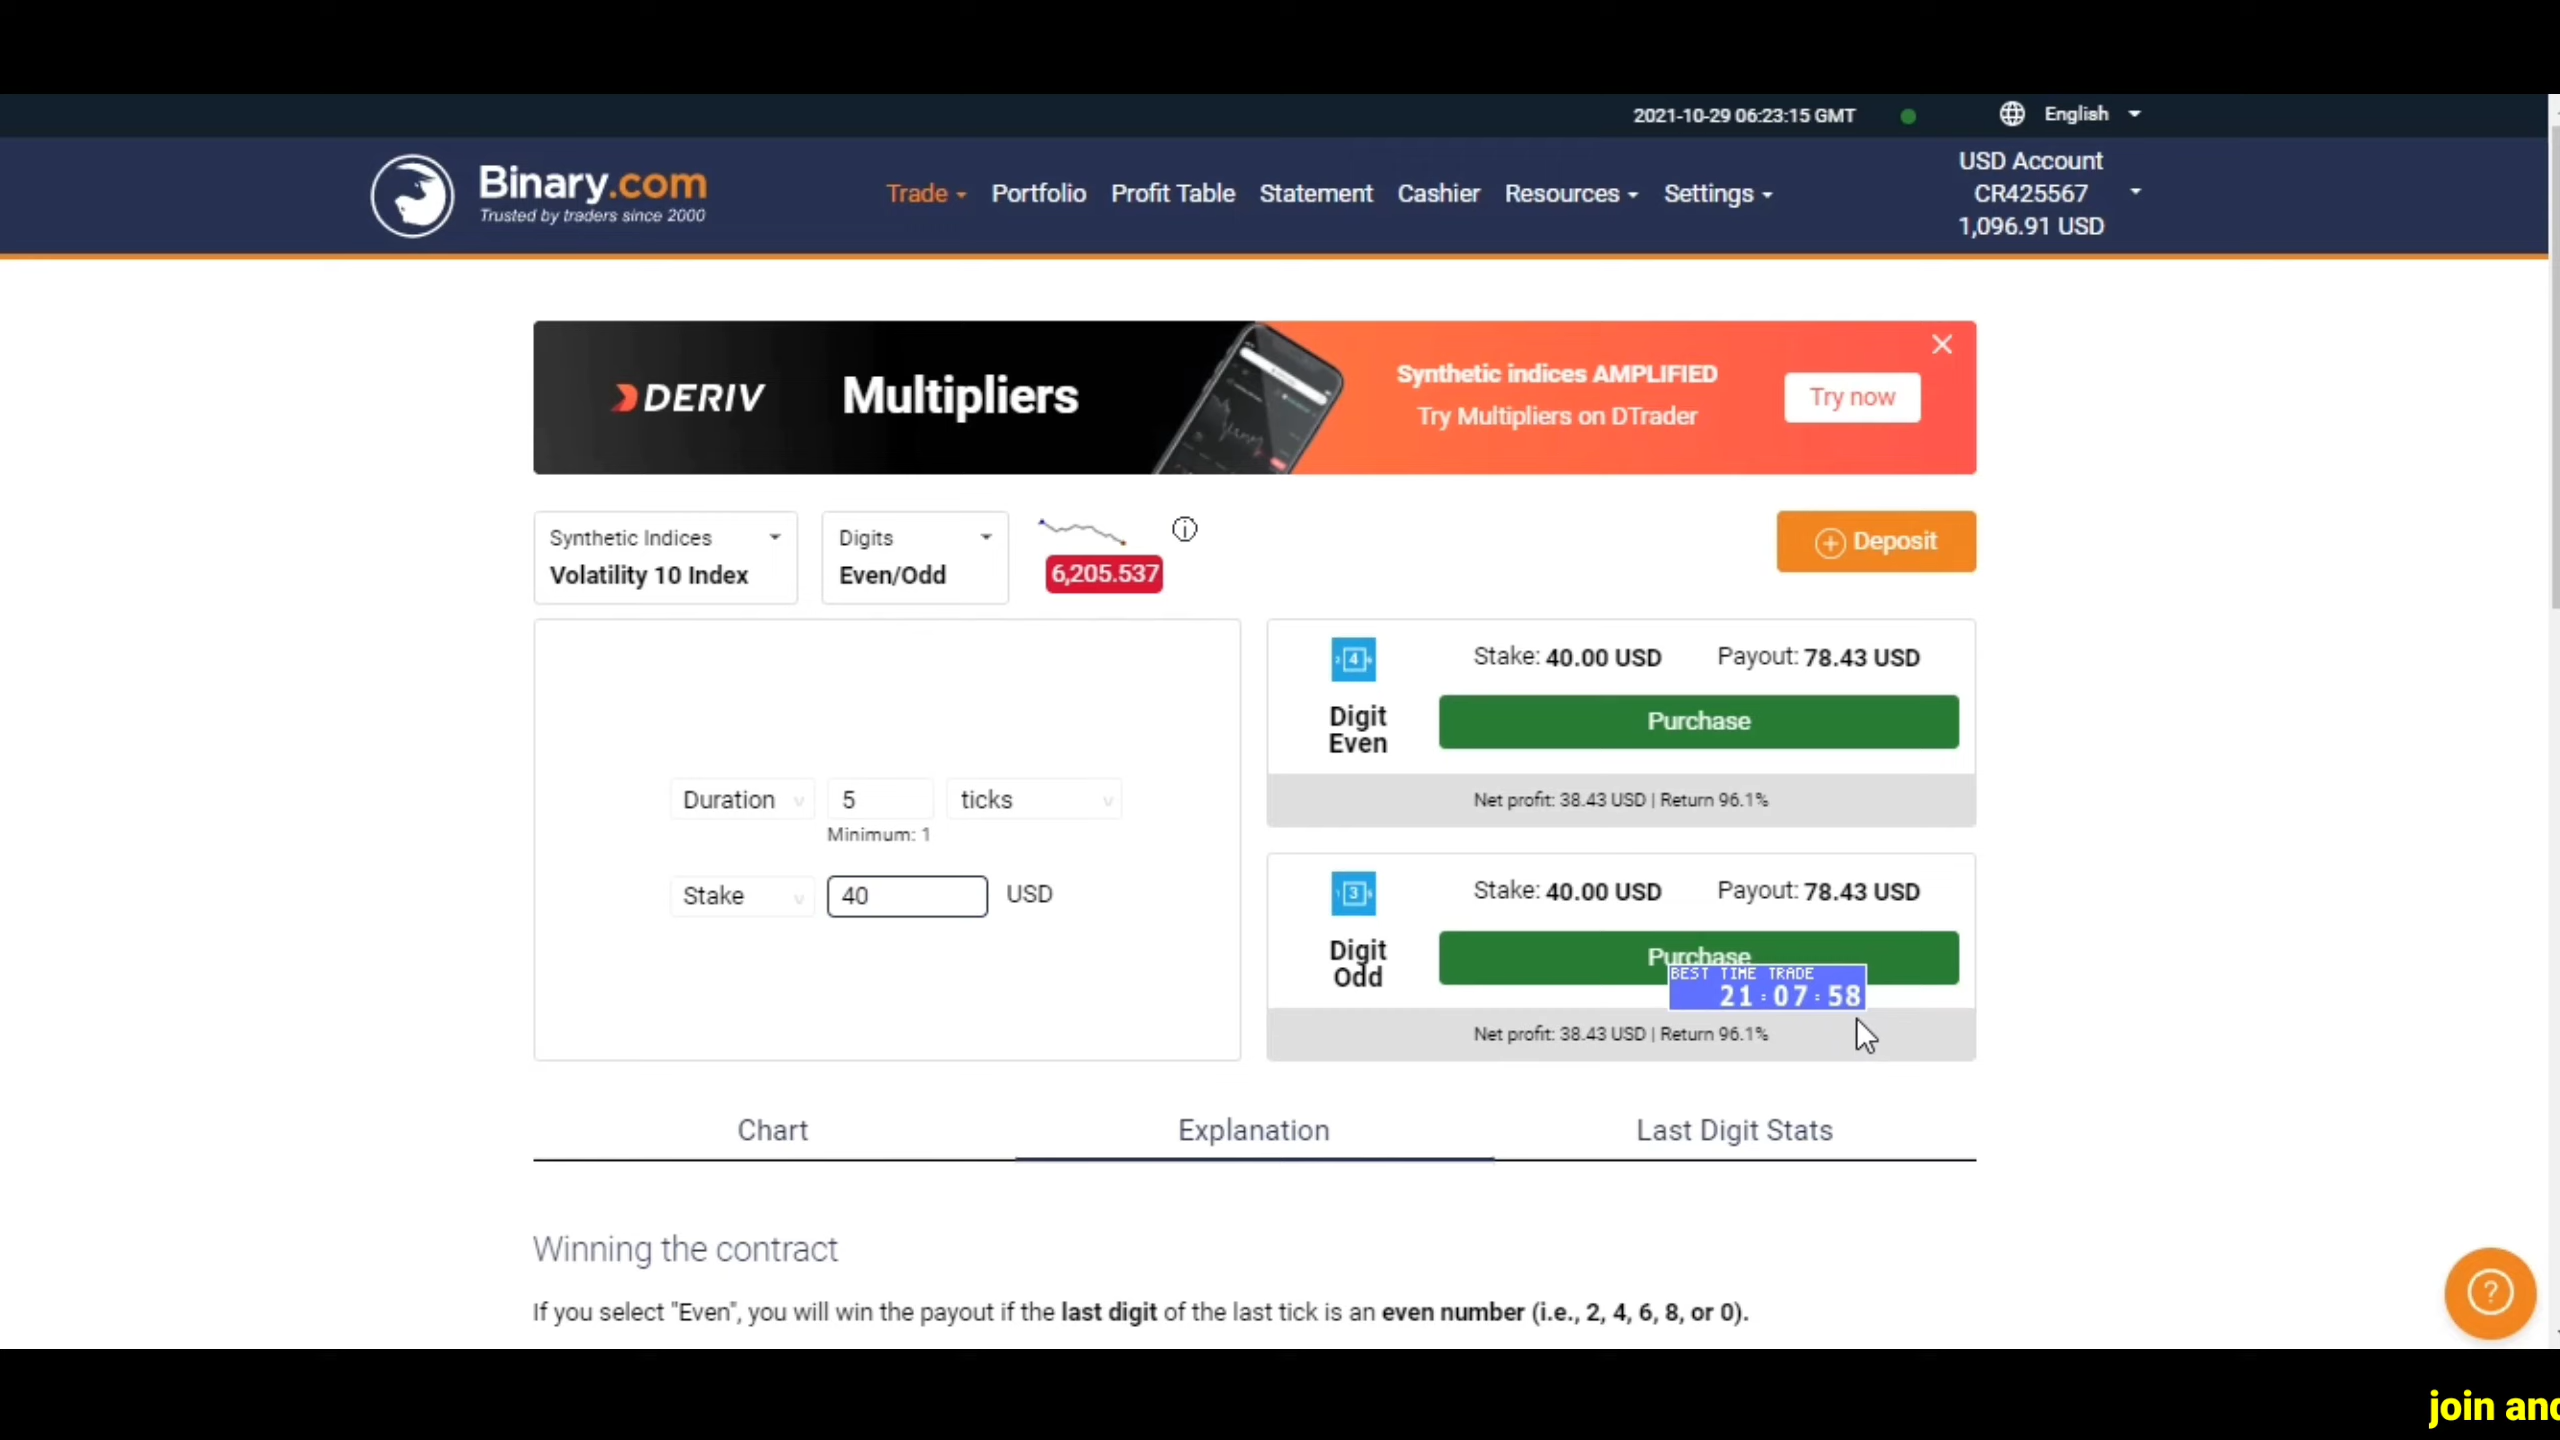 2021-10-29 06:23:15 GMT
English
Binary.com
Trusted by traders since 2000
Trade Portfolio Profit Table Statement Cashier Resources Settings
USD Account
CR425567
1,096.91 USD
DERIV
Multipliers
Synthetic indices AMPLIFIED
Try Multipliers on DTrader
Try now
Synthetic Indices
Volatility 10 Index
Digits
Even/Odd
6,205.537
Deposit
Duration 5 ticks
Minimum: 1
Stake 40 USD
4
Digit
Even
Stake: 40.00 USD Payout: 78.43 USD
Purchase
Net profit: 38.43 USD | Return 96.1%
3
Digit
Odd
Stake: 40.00 USD Payout: 78.43 USD
Purchase
BEST TIME TRADE
21:07:58
Net profit: 38.43 USD | Return 96.1%
Chart Explanation Last Digit Stats
Winning the contract
If you select "Even", you will win the payout if the last digit of the last tick is an even number (i.e., 2, 4, 6, 8, or 0).
?
join